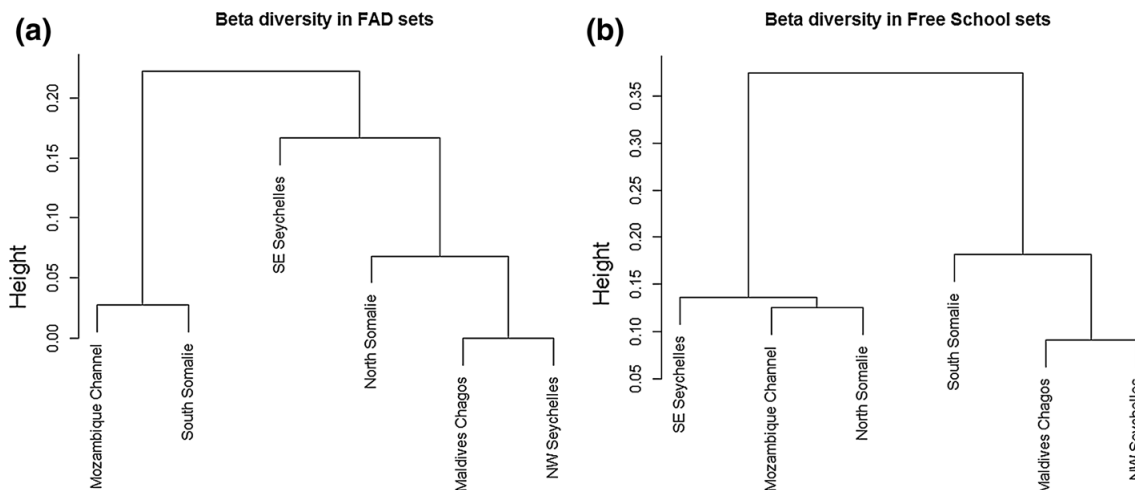 (a)
Beta diversity in FAD sets
Height
0.20
0.15
0.10
0.05
0.00
Mozambique Channel
South Somalie
SE Seychelles
North Somalie
Maldives Chagos
NW Seychelles
(b)
Beta diversity in Free School sets
Height
0.35
0.30
0.25
0.20
0.15
0.10
0.05
SE Seychelles
Mozambique Channel
North Somalie
South Somalie
Maldives Chagos
NW Seychelles